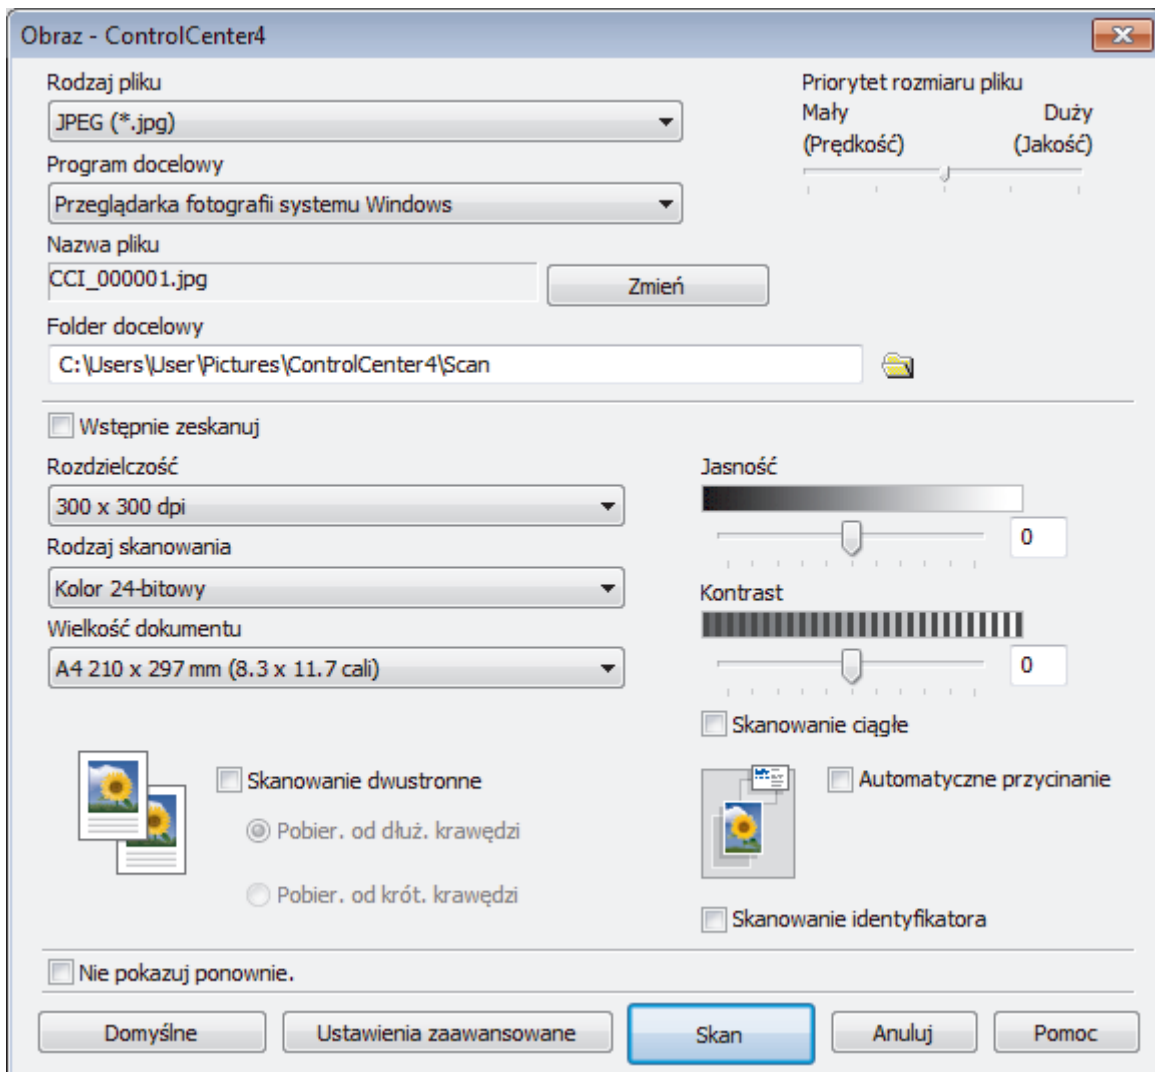 Obraz - ControlCenter4
Rodzaj pliku
JPEG (*.jpg)
Priorytet rozmiaru pliku
Mały Duży
(Prędkość) (Jakość)
Program docelowy
Przeglądarka fotografii systemu Windows
Nazwa pliku
CCI_000001.jpg
Zmień
Folder docelowy
C:\Users\User\Pictures\ControlCenter4\Scan
Wstępnie zeskanuj
Rozdzielczość
300 x 300 dpi
Rodzaj skanowania
Kolor 24-bitowy
Wielkość dokumentu
A4 210 x 297 mm (8.3 x 11.7 cali)
Jasność
0
Kontrast
0
Skanowanie ciągłe
Skanowanie dwustronne
Pobier. od dłuż. krawędzi
Pobier. od krót. krawędzi
Automatyczne przycinanie
Skanowanie identyfikatora
Nie pokazuj ponownie.
Domyślne
Ustawienia zaawansowane
Skan
Anuluj
Pomoc